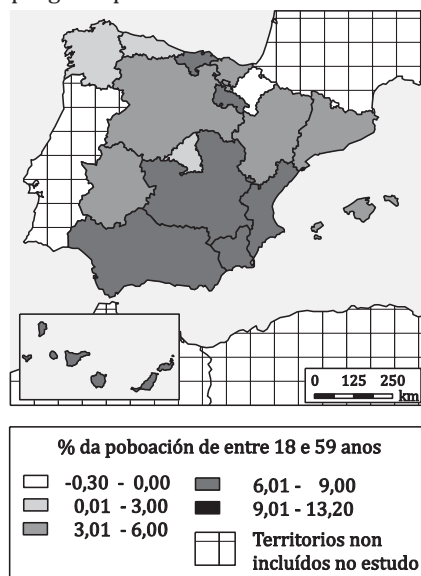 0 125 250
km
% da poboación de entre 18 e 59 anos
-0,30 - 0,00
0,01 - 3,00
3,01 - 6,00
6,01 - 9,00
9,01 - 13,20
Territorios non
incluídos no estudo